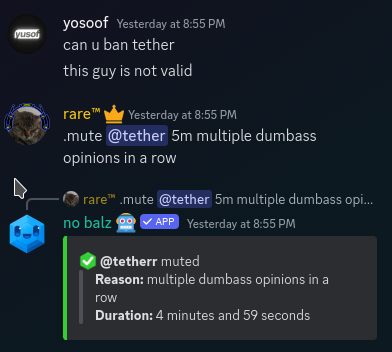 yosoof Yesterday at 8:55 PM
yusof
can u ban tether
this guy is not valid
rare™ Yesterday at 8:55 PM
.mute @tether 5m multiple dumbass
opinions in a row
rare™ .mute @tether 5m multiple dumbass opi...
no balz APP Yesterday at 8:55 PM
@tetherr muted
Reason: multiple dumbass opinions in a
row
Duration: 4 minutes and 59 seconds